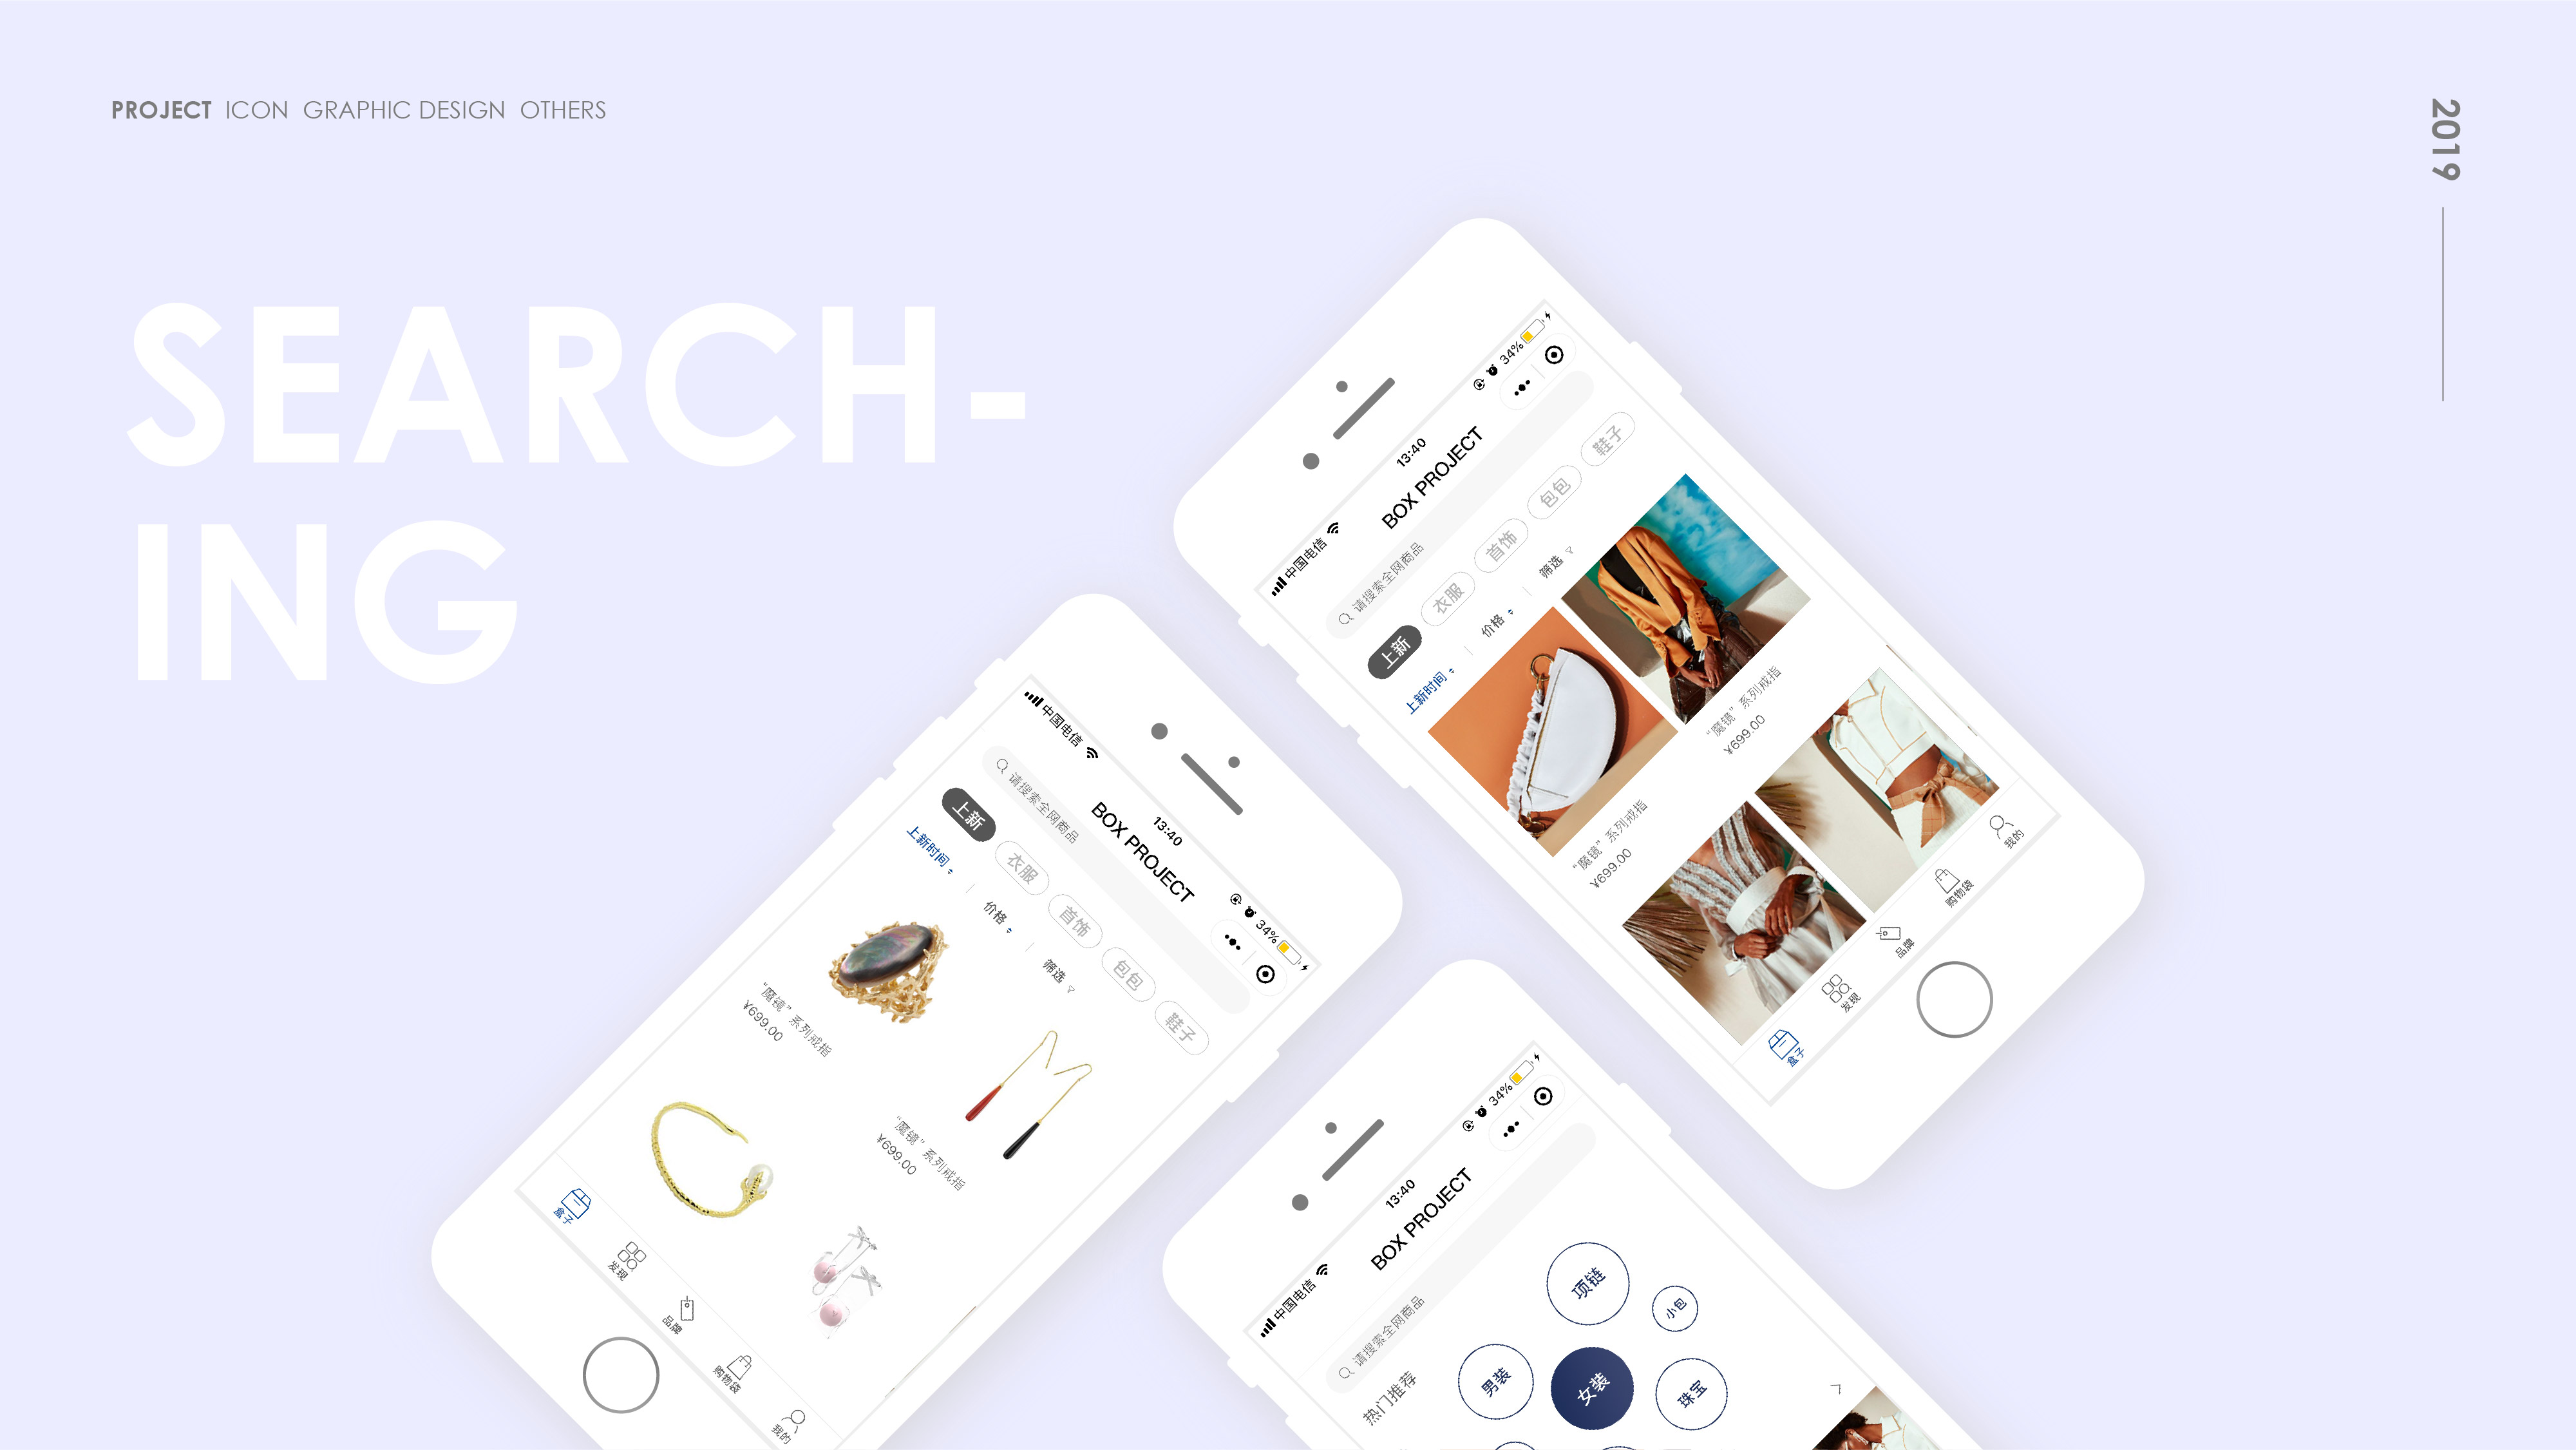 PROJECT ICON GRAPHIC DESIGN OTHERS
2019
SEARCH-
ING
中国电信
13:40
34%
BOX PROJECT
请搜索全网商品
上新 衣服 首饰 包包 鞋子
上新时间 价格 筛选
“魔镜”系列戒指
¥699.00
“魔镜”系列戒指
¥699.00
盒子 发现 品牌 购物袋 我的
中国电信
13:40
34%
BOX PROJECT
请搜索全网商品
上新 衣服 首饰 包包 鞋子
上新时间 价格 筛选
“魔镜”系列戒指
¥699.00
“魔镜”系列戒指
¥699.00
盒子 发现 品牌 购物袋 我的
中国电信
13:40
34%
BOX PROJECT
请搜索全网商品
热门推荐
项链
小包
男装
女装
珠宝